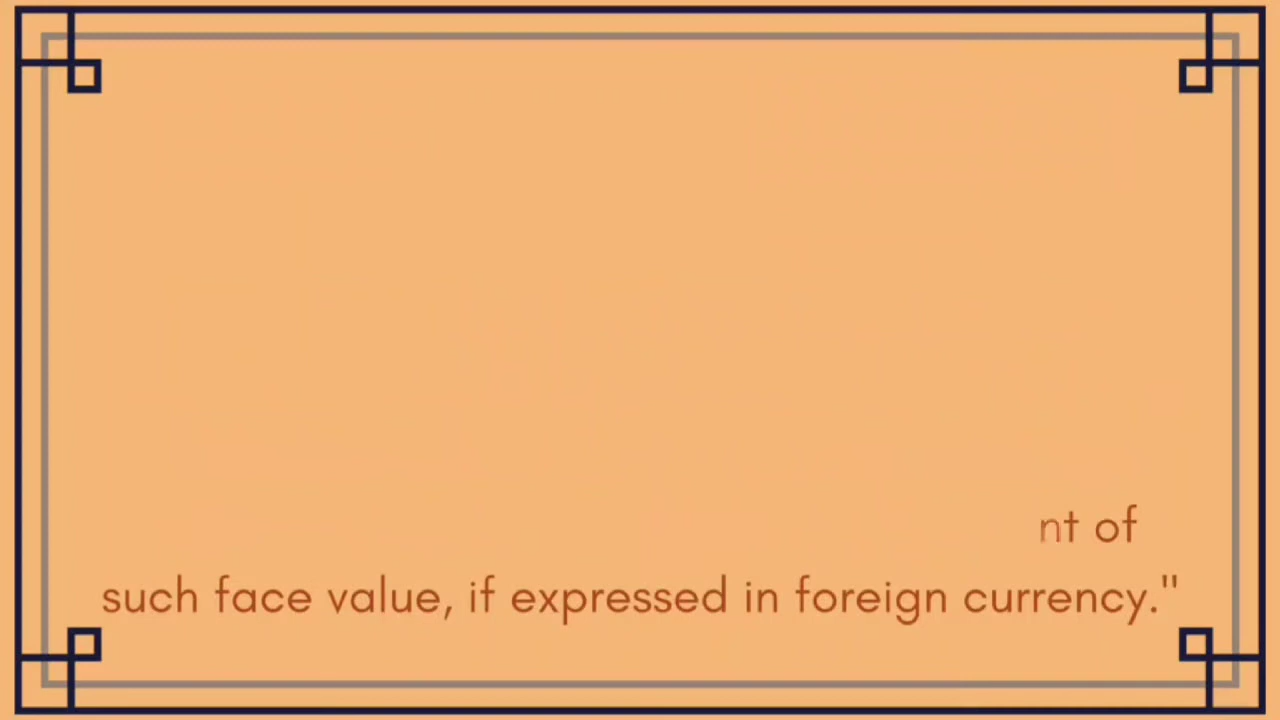 nt of
such face value, if expressed in foreign currency."